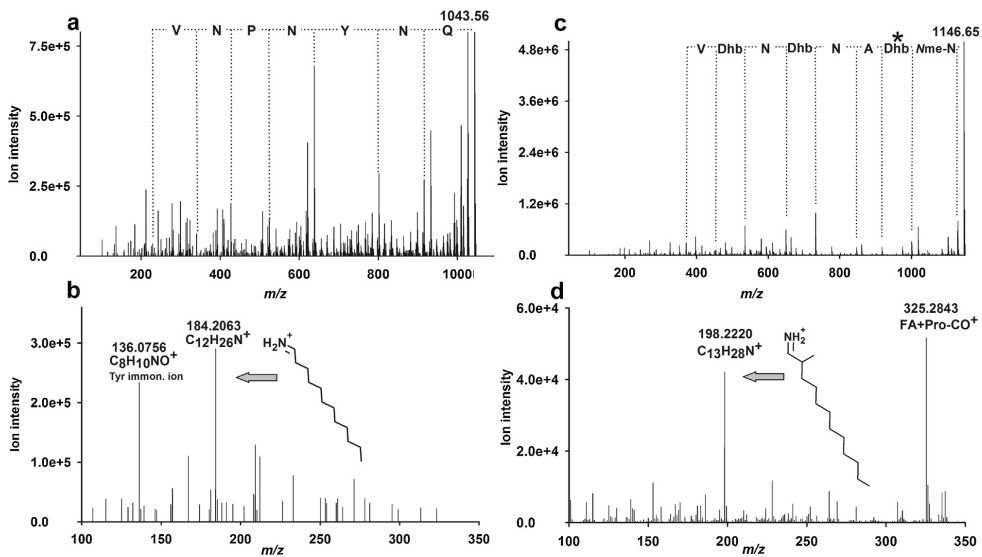 a
1043.56
V N P N Y N Q
7.5e+5
5.0e+5
2.5e+5
0.0
Ion intensity
200 400 600 800 1000
m/z
c
1146.65
*
V Dhb N Dhb N A Dhb Nme-N
4.8e+6
3.6e+6
2.4e+6
1.2e+6
0.0
Ion intensity
200 400 600 800 1000
m/z
b
184.2063
C12H26N+
136.0756
C8H10NO+
Tyr immon. ion
H2N+
3.0e+5
2.0e+5
1.0e+5
0.0
Ion intensity
100 150 200 250 300 350
m/z
d
325.2843
FA+Pro-CO+
198.2220
C13H28N+
NH2+
6.0e+4
4.0e+4
2.0e+4
0.0
Ion intensity
100 150 200 250 300 350
m/z